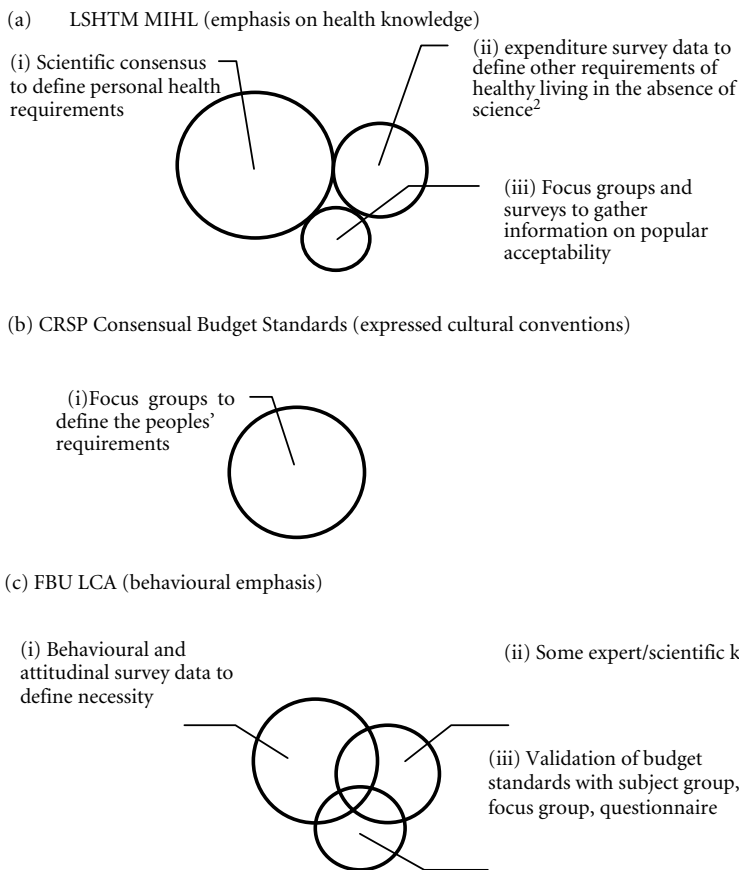 (a) LSHTM MIHL (emphasis on health knowledge)
(i) Scientific consensus
to define personal health
requirements
(ii) expenditure survey data to
define other requirements of
healthy living in the absence of
science²
(iii) Focus groups and
surveys to gather
information on popular
acceptability
(b) CRSP Consensual Budget Standards (expressed cultural conventions)
(i)Focus groups to
define the peoples’
requirements
(c) FBU LCA (behavioural emphasis)
(i) Behavioural and
attitudinal survey data to
define necessity
(ii) Some expert/scientific
(iii) Validation of budget
standards with subject group,
focus group, questionnaire